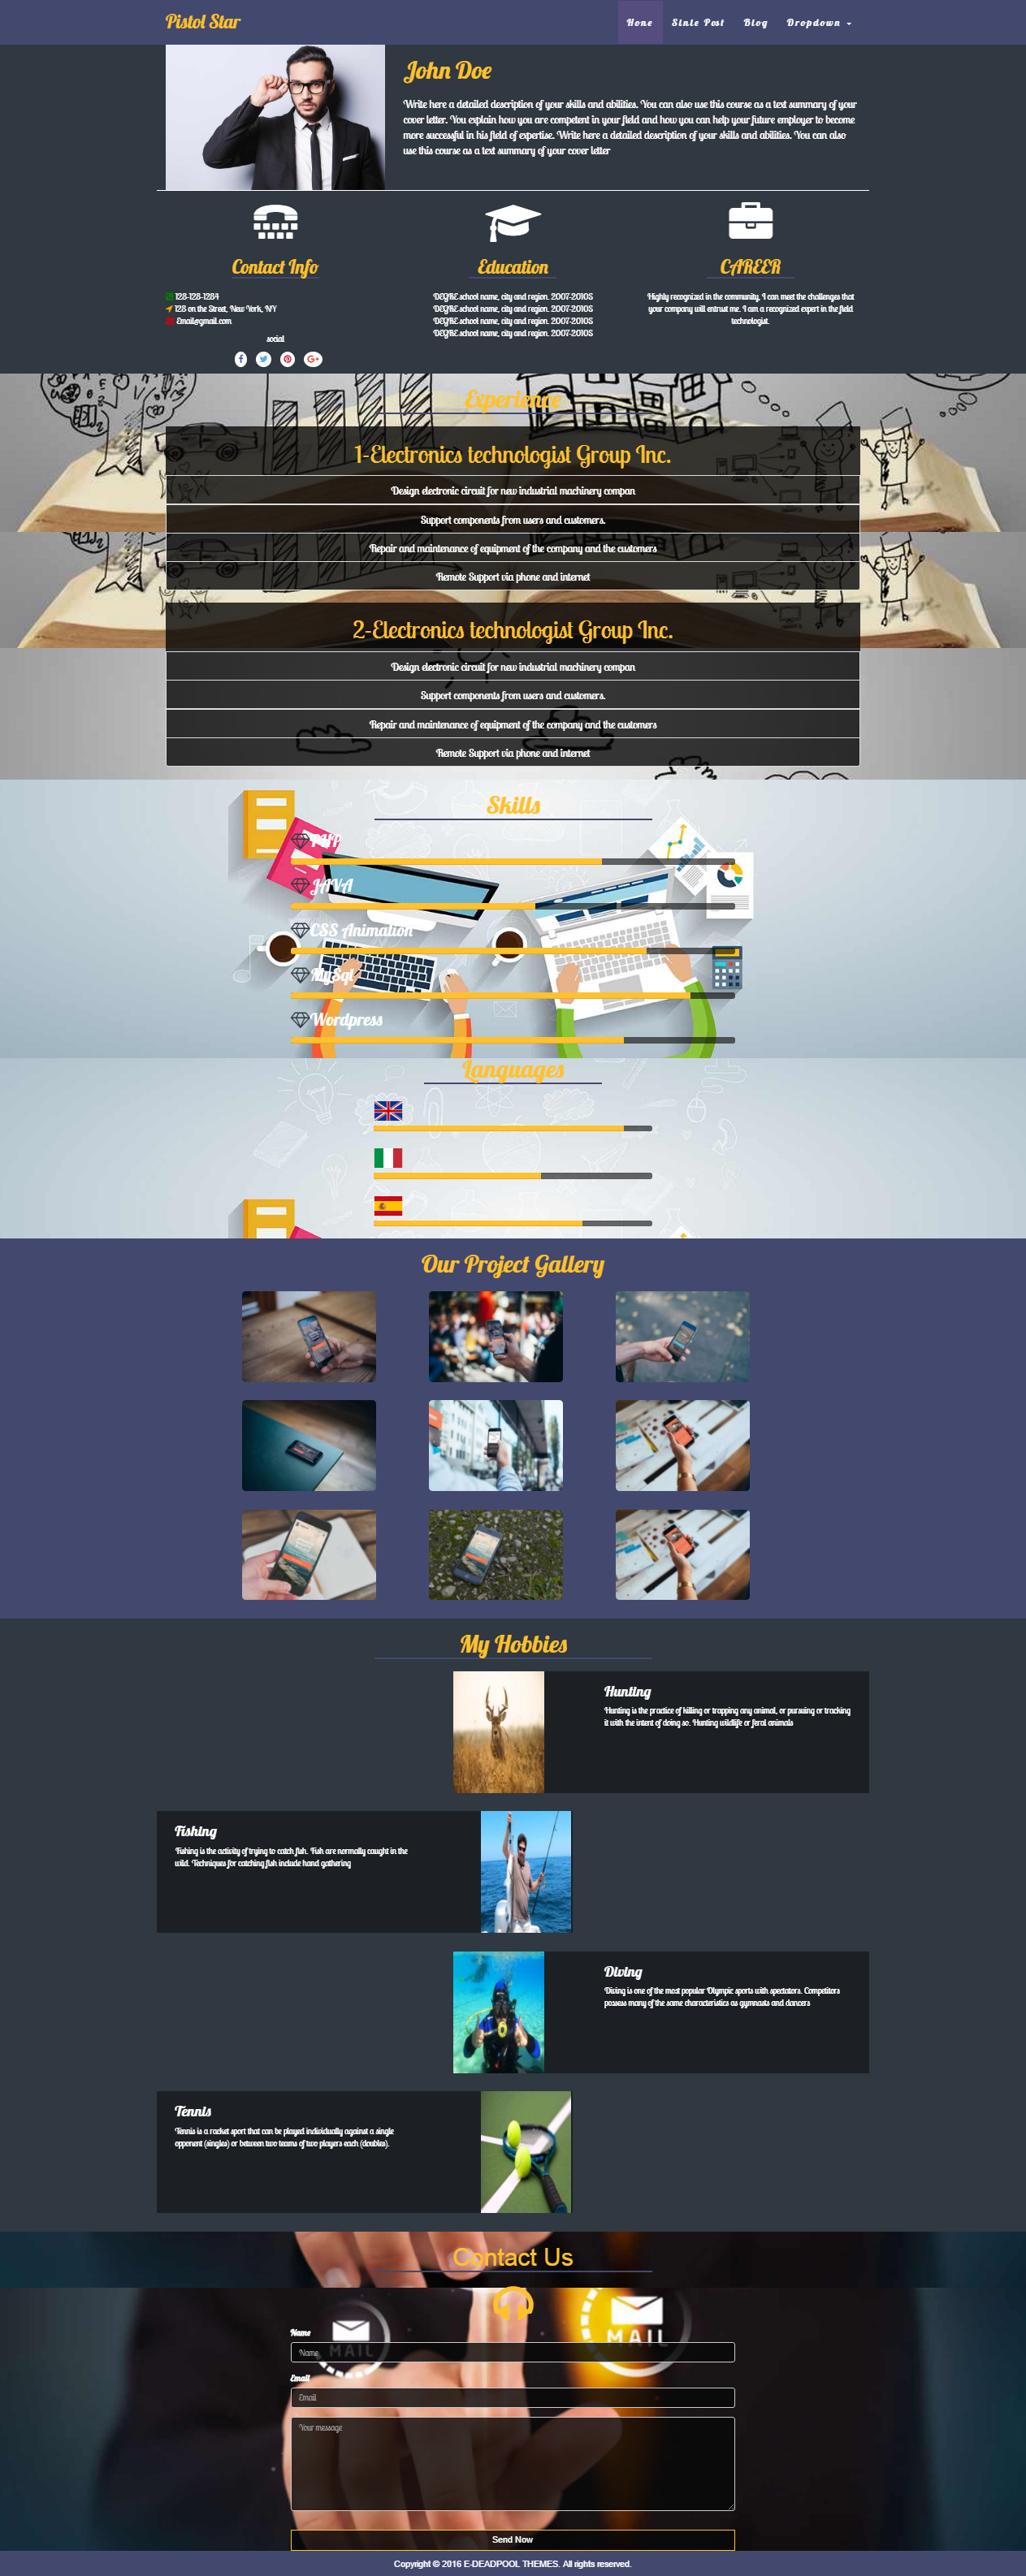 Pistol Star
Home Sinle Post Blog Dropdown
John Doe
Write here a detailed description of your skills and abilities. You can also use this course as a text summary of your
cover letter. You explain how you are competent in your field and how you can help your future employer to become
more successful in his field of expertise. Write here a detailed description of your skills and abilities. You can also
use this course as a text summary of your cover letter
Contact Info
128-128-1284
128 on the Street, New York, NY
Email@gmail.com
social
Education
DEGRE school name, city and region. 2007-20108
DEGRE school name, city and region. 2007-20108
DEGRE school name, city and region. 2007-20108
DEGRE school name, city and region. 2007-20108
CAREER
Highly recognized in the community, I can meet the challenges that
your company will entrust me. I am a recognized expert in the field
technologist.
Experience
1-Electronics technologist Group Inc.
Design electronic circuit for new industrial machinery compan
Support components from users and customers.
Repair and maintenance of equipment of the company and the customers
Remote Support via phone and internet
2-Electronics technologist Group Inc.
Design electronic circuit for new industrial machinery compan
Support components from users and customers.
Repair and maintenance of equipment of the company and the customers
Remote Support via phone and internet
Skills
PHP
JAVA
CSS Animation
MySql
Wordpress
Languages
Our Project Gallery
My Hobbies
Hunting
Hunting is the practice of killing or trapping any animal, or pursuing or tracking
it with the intent of doing so. Hunting wildlife or feral animals
Fishing
Fishing is the activity of trying to catch fish. Fish are normally caught in the
wild. Techniques for catching fish include hand gathering
Diving
Diving is one of the most popular Olympic sports with spectators. Competitors
possess many of the same characteristics as gymnasts and dancers
Tennis
Tennis is a racket sport that can be played individually against a single
opponent (singles) or between two teams of two players each (doubles).
Contact Us
MAIL
MAIL
Name
Name
Email
Email
Your message
Send Now
Copyright © 2016 E-DEADPOOL THEMES. All rights reserved.